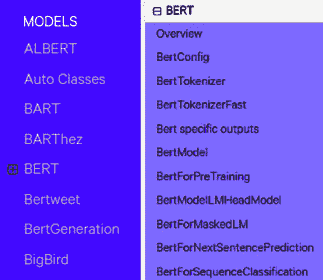 MODELS
ALBERT
Auto Classes
BART
BARThez
BERT
Bertweet
BertGeneration
BigBird
BERT
Overview
BertConfig
BertTokenizer
BertTokenizerFast
Bert specific outputs
BertModel
BertForPreTraining
BertModelLMHeadModel
BertForMaskedLM
BertForNextSentencePrediction
BertForSequenceClassification